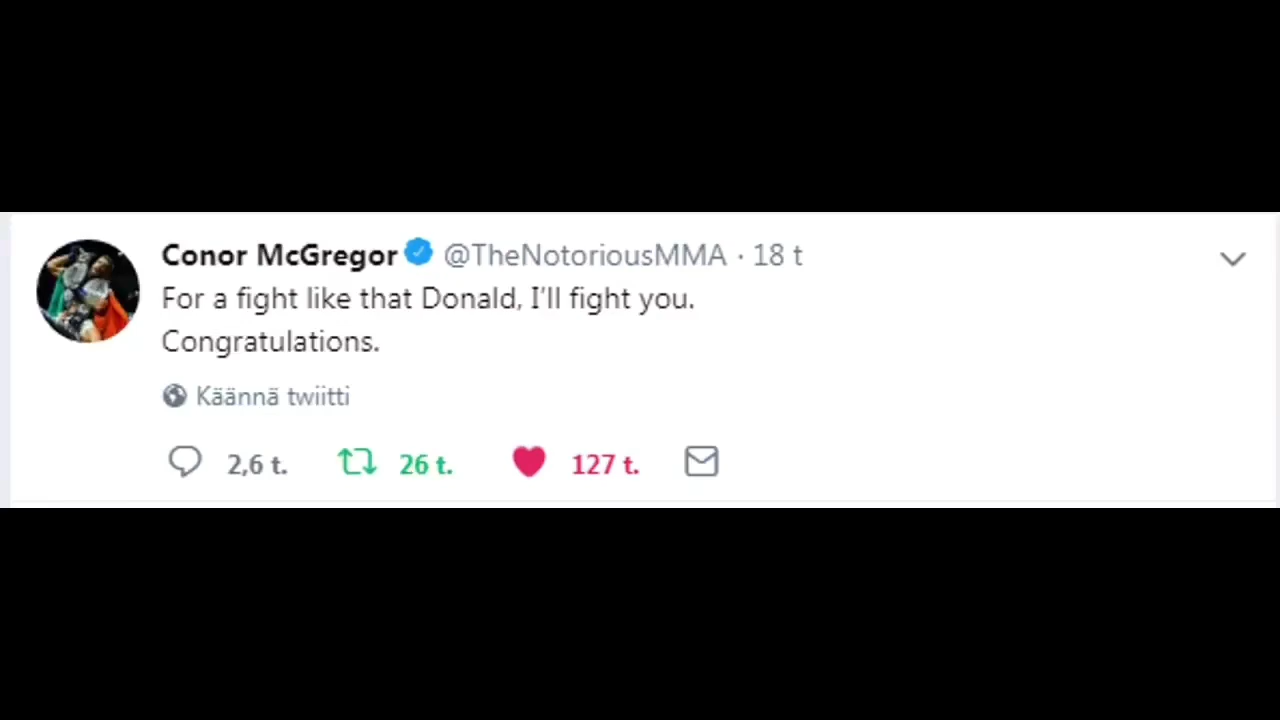 Conor McGregor @TheNotoriousMMA · 18 t
For a fight like that Donald, I’ll fight you.
Congratulations.
Käännä twiitti
2,6 t. 26 t. 127 t.